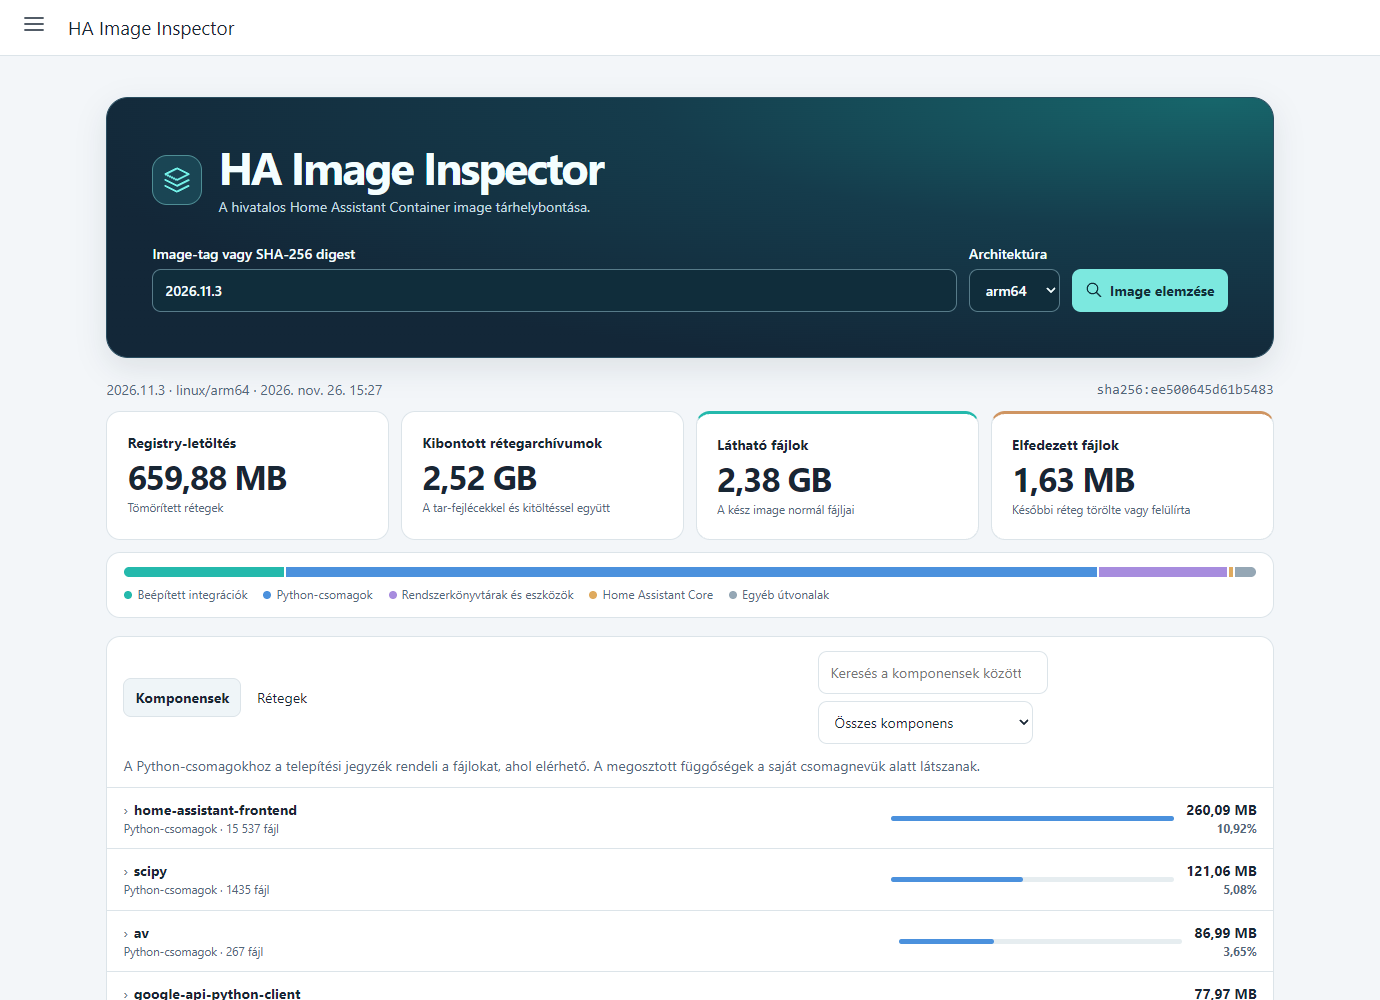 HA Image Inspector
HA Image Inspector
A hivatalos Home Assistant Container image tárhelybontása.
Image-tag vagy SHA-256 digest
Architektúra
2026.11.3
arm64
Image elemzése
2026.11.3 · linux/arm64 · 2026. nov. 26. 15:27
sha256:ee500645d61b5483
Registry-letöltés
659,88 MB
Tömörített rétegek
Kibontott rétegarchívumok
2,52 GB
A tar-fejlécekkel és kitöltéssel együtt
Látható fájlok
2,38 GB
A kész image normál fájljai
Elfedezett fájlok
1,63 MB
Későbbi réteg törölte vagy felülírta
Beépített integrációk
Python-csomagok
Rendszerkönyvtárak és eszközök
Home Assistant Core
Egyéb útvonalak
Komponensek
Rétegek
Keresés a komponensek között
Összes komponens
A Python-csomagokhoz a telepítési jegyzék rendeli a fájlokat, ahol elérhető. A megosztott függőségek a saját csomagnevük alatt látszanak.
› home-assistant-frontend
Python-csomagok · 15 537 fájl
260,09 MB
10,92%
› scipy
Python-csomagok · 1435 fájl
121,06 MB
5,08%
› av
Python-csomagok · 267 fájl
86,99 MB
3,65%
› google-api-python-client
77,97 MB